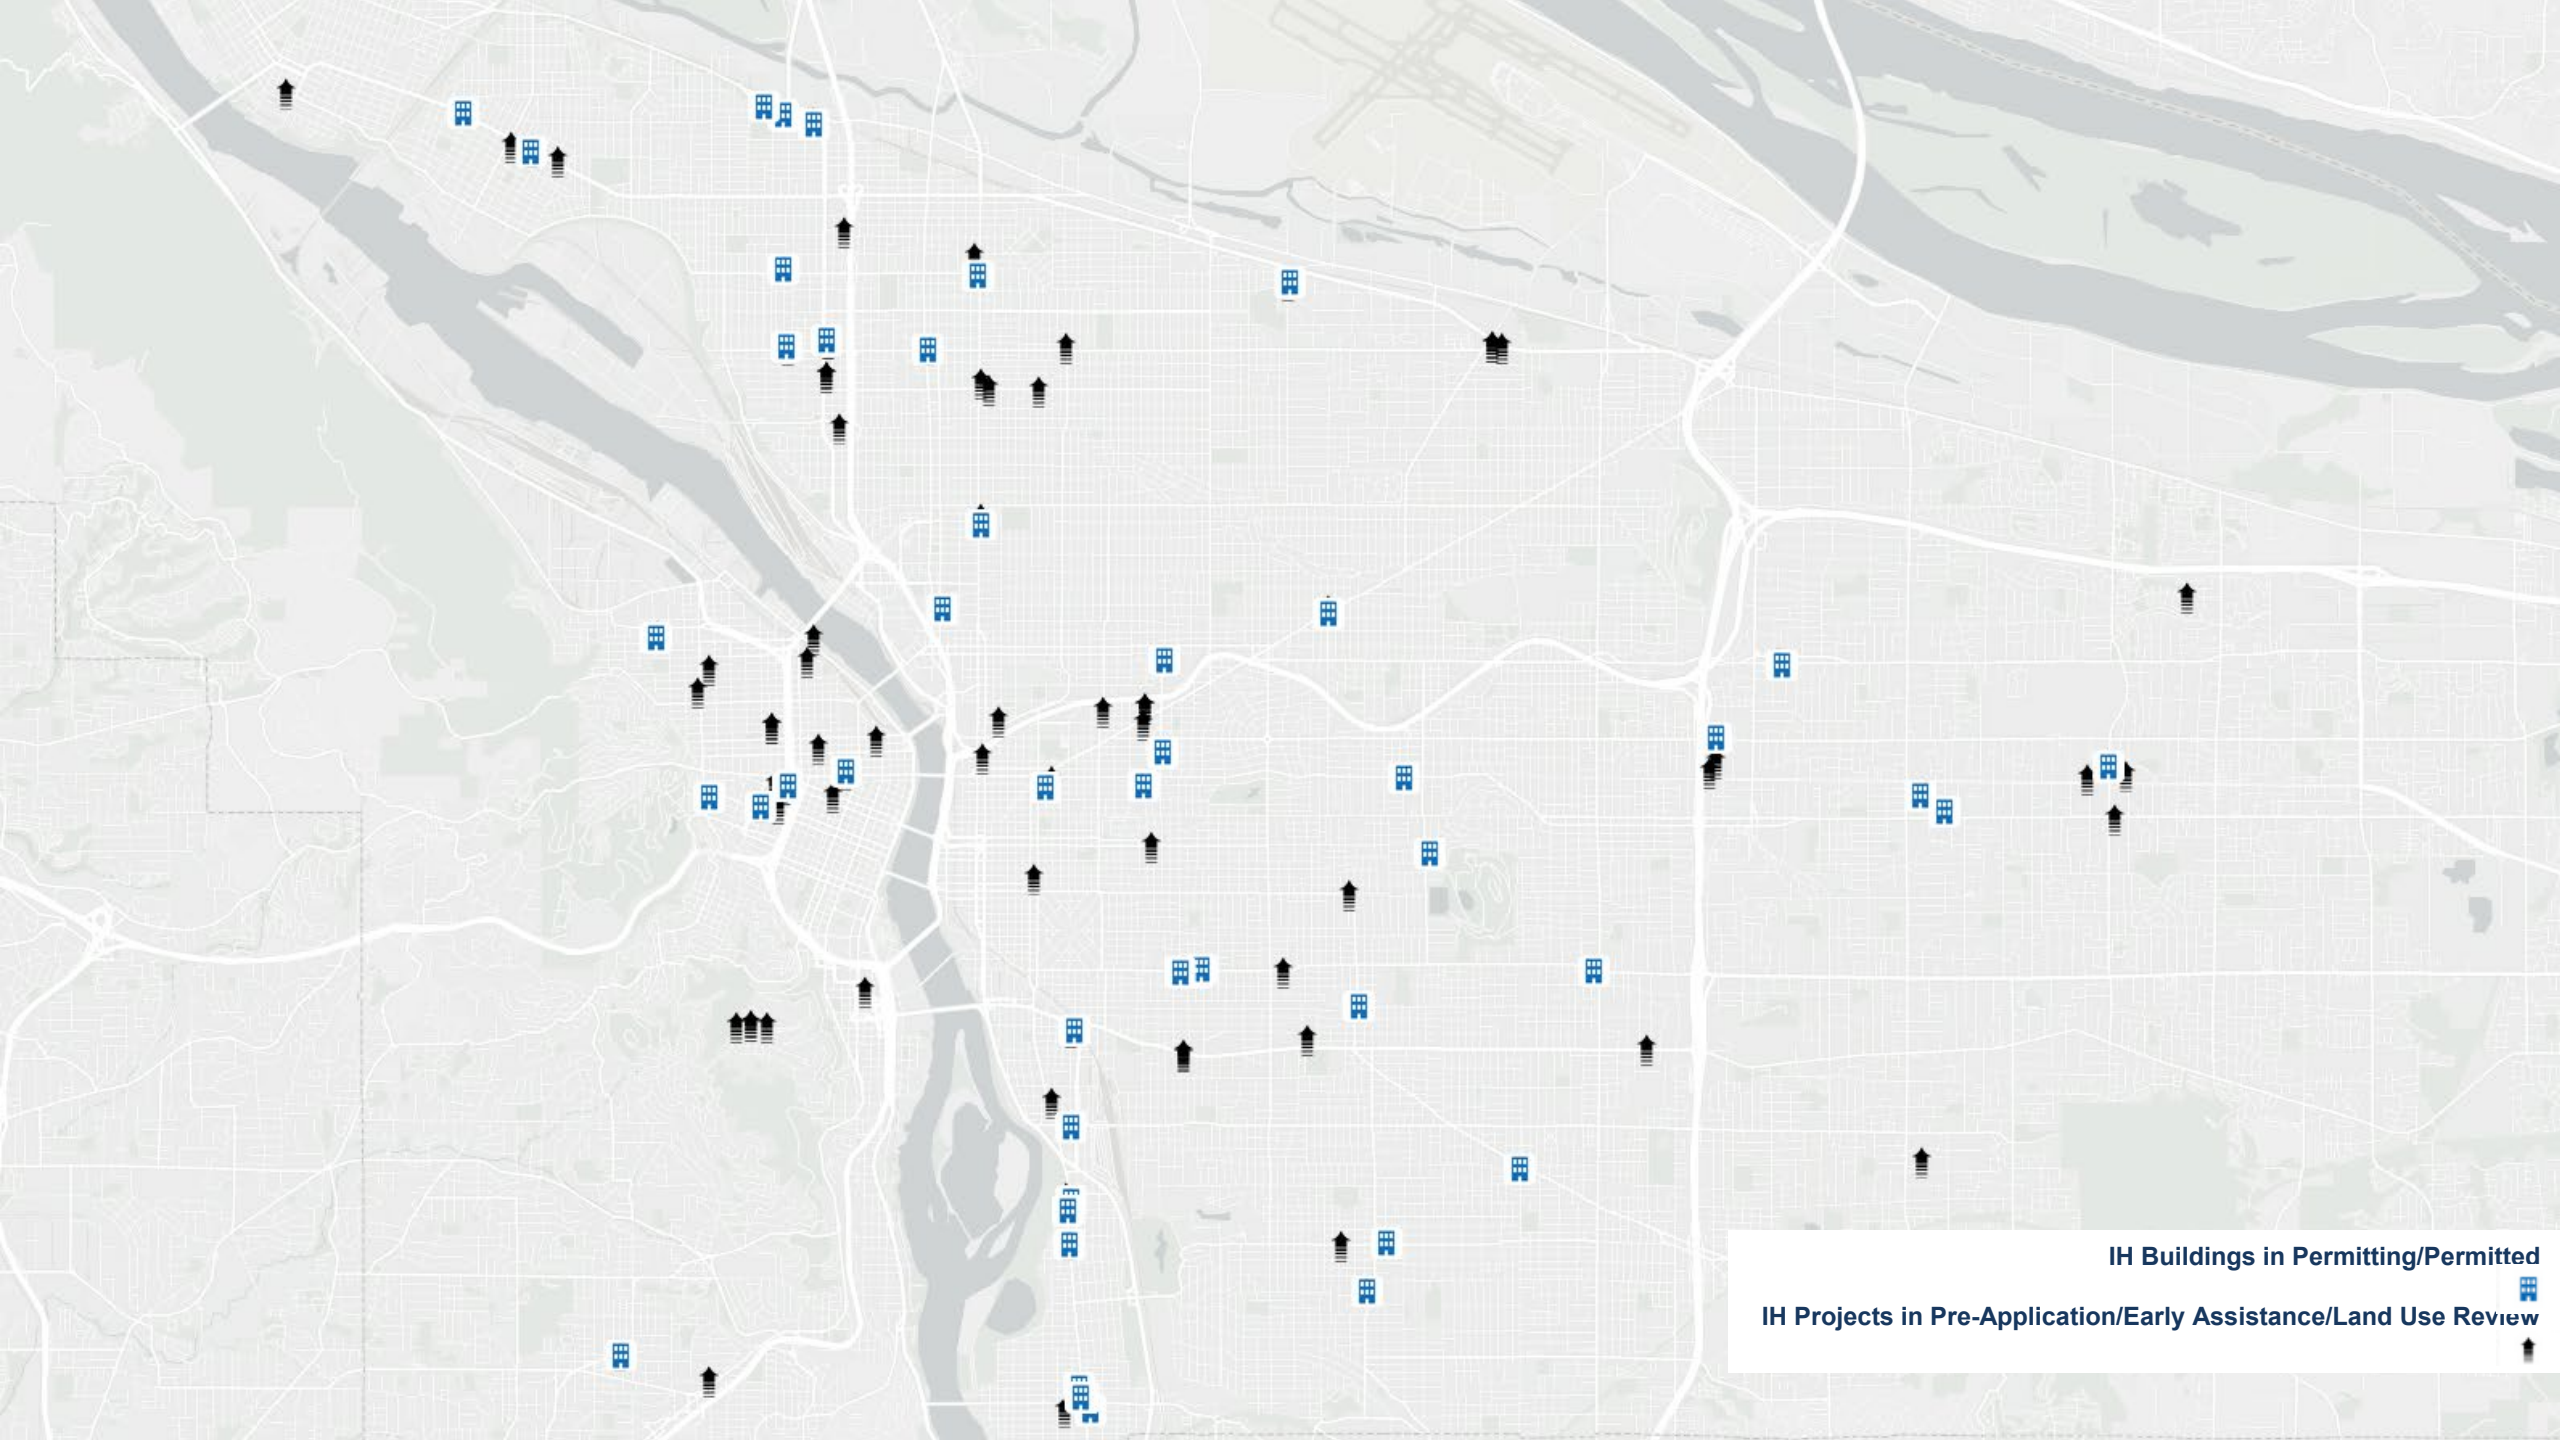 IH Buildings in Permitting/Permitted
IH Projects in Pre-Application/Early Assistance/Land Use Review